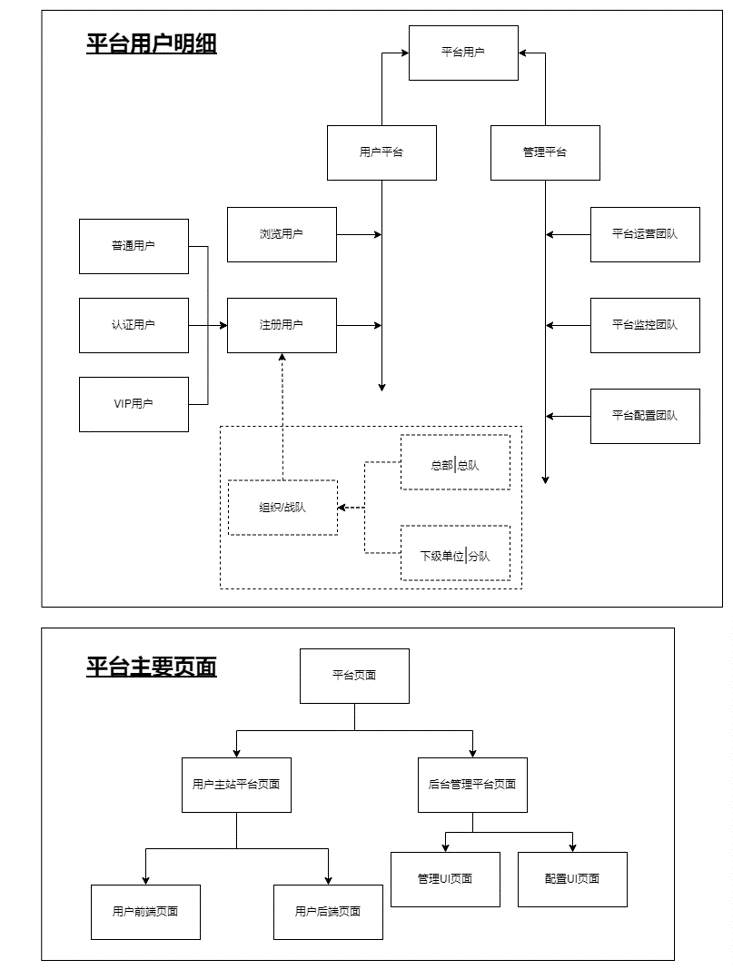 平台用户明细
平台用户
用户平台
管理平台
浏览用户
平台运营团队
普通用户
认证用户
注册用户
平台监控团队
VIP用户
平台配置团队
总部|总队
组织/战队
下级单位|分队
平台主要页面
平台页面
用户主站平台页面
后台管理平台页面
管理UI页面
配置UI页面
用户前端页面
用户后端页面